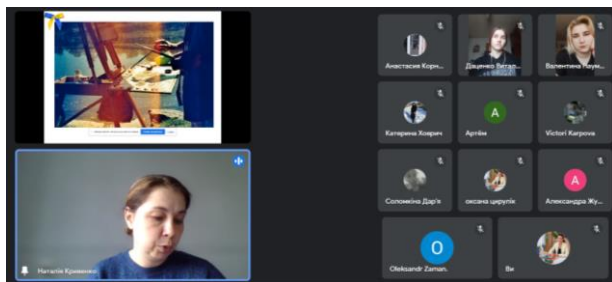 Наталія Кривенко
Анастасия Корн...
Даценко Витал...
Валентина Наум...
Катерина Ховрич
Артём
A
Victori Karpova
Соломкіна Дар'я
оксана цирулік
Александра Жу...
А
Oleksandr Zaman.
O
Ви